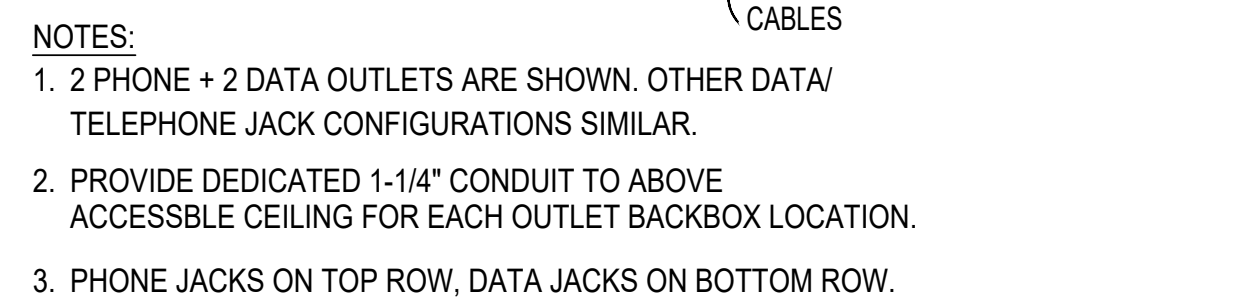 CABLES
NOTES:
1. 2 PHONE + 2 DATA OUTLETS ARE SHOWN. OTHER DATA/
TELEPHONE JACK CONFIGURATIONS SIMILAR.
2. PROVIDE DEDICATED 1-1/4" CONDUIT TO ABOVE
ACCESSBLE CEILING FOR EACH OUTLET BACKBOX LOCATION.
3. PHONE JACKS ON TOP ROW, DATA JACKS ON BOTTOM ROW.